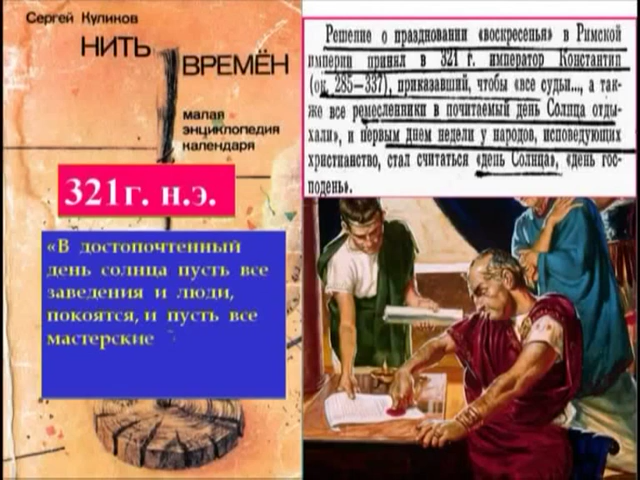 Сергей Куликов
НИТЬ
ВРЕМЁН
малая
энциклопедия
календаря
321г. н.э.
«В достопочтенный
день солнца пусть все
заведения и люди,
покоятся, и пусть все
мастерские
Решение о праздновании «воскресенья» в Римской
империи принял в 321 г. император Константин
(ок. 285—337), приказавший, чтобы «все судьи..., а так-
же все ремесленники в почитаемый день Солнца отды-
хали», и первым днем недели у народов, исповедующих
христианство, стал считаться «день Солнца», «день гос-
подень».